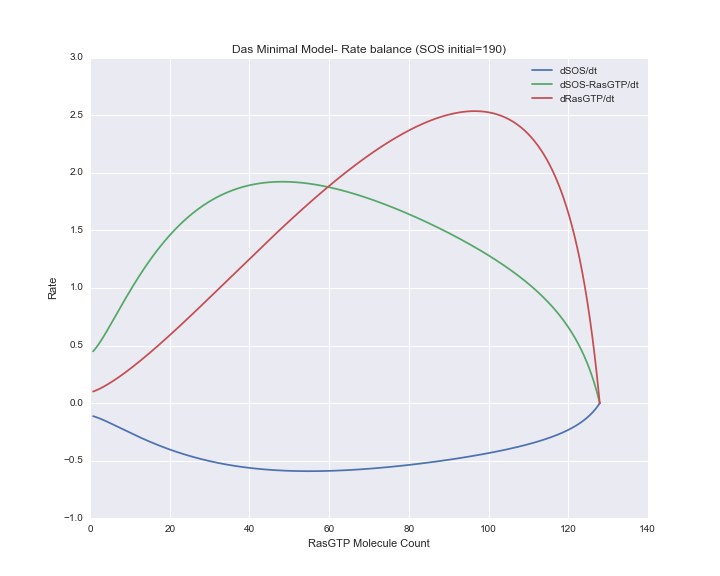 Das Minimal Model- Rate balance (SOS initial=190)
3.0
2.5
2.0
1.5
1.0
0.5
0.0
−0.5
−1.0
Rate
dSOS/dt
dSOS-RasGTP/dt
dRasGTP/dt
0 20 40 60 80 100 120 140
RasGTP Molecule Count